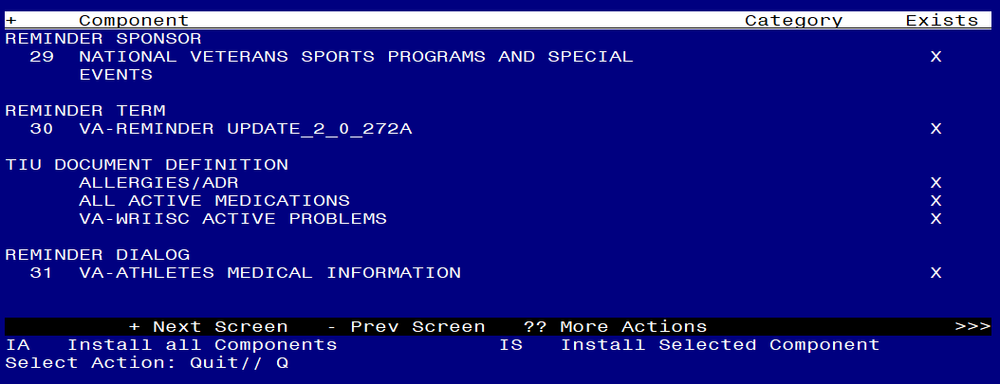 +     Component                                             Category     Exists
REMINDER SPONSOR
  29  NATIONAL VETERANS SPORTS PROGRAMS AND SPECIAL                        X
      EVENTS
REMINDER TERM
  30  VA-REMINDER UPDATE_2_0_272A                                          X
TIU DOCUMENT DEFINITION
      ALLERGIES/ADR                                                        X
      ALL ACTIVE MEDICATIONS                                               X
      VA-WRIISC ACTIVE PROBLEMS                                            X
REMINDER DIALOG
  31  VA-ATHLETES MEDICAL INFORMATION                                      X
          + Next Screen   - Prev Screen   ?? More Actions                    >>>
IA   Install all Components             IS   Install Selected Component
Select Action: Quit// Q